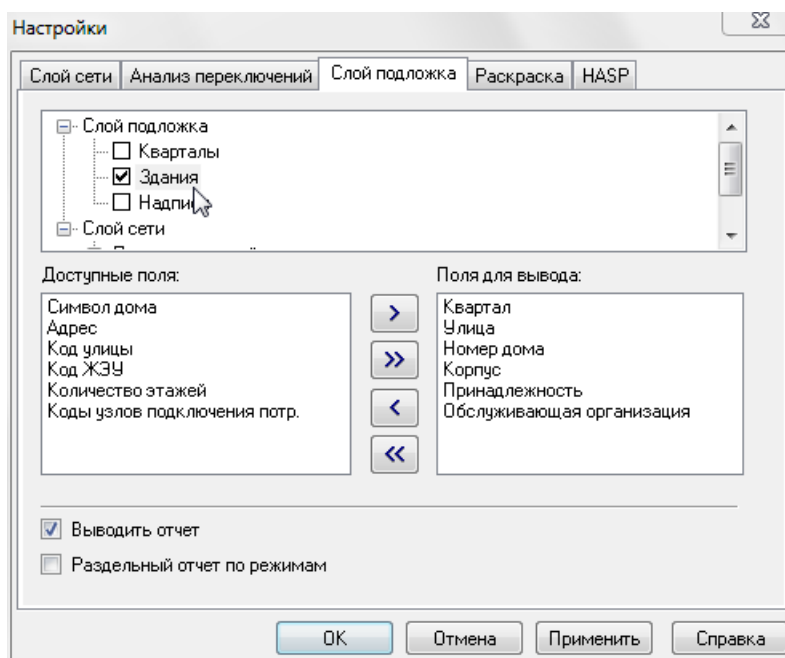 Настройки
Слой сети Анализ переключений Слой подложка Раскраска HASP
Слой подложка
Кварталы
Здания
Надпи
Слой сети
Доступные поля:
Символ дома
Адрес
Код улицы
Код ЖЭУ
Количество этажей
Коды узлов подключения потр.
Поля для вывода:
Квартал
Улица
Номер дома
Корпус
Принадлежность
Обслуживающая организация
Выводить отчет
Раздельный отчет по режимам
ОК Отмена Применить Справка